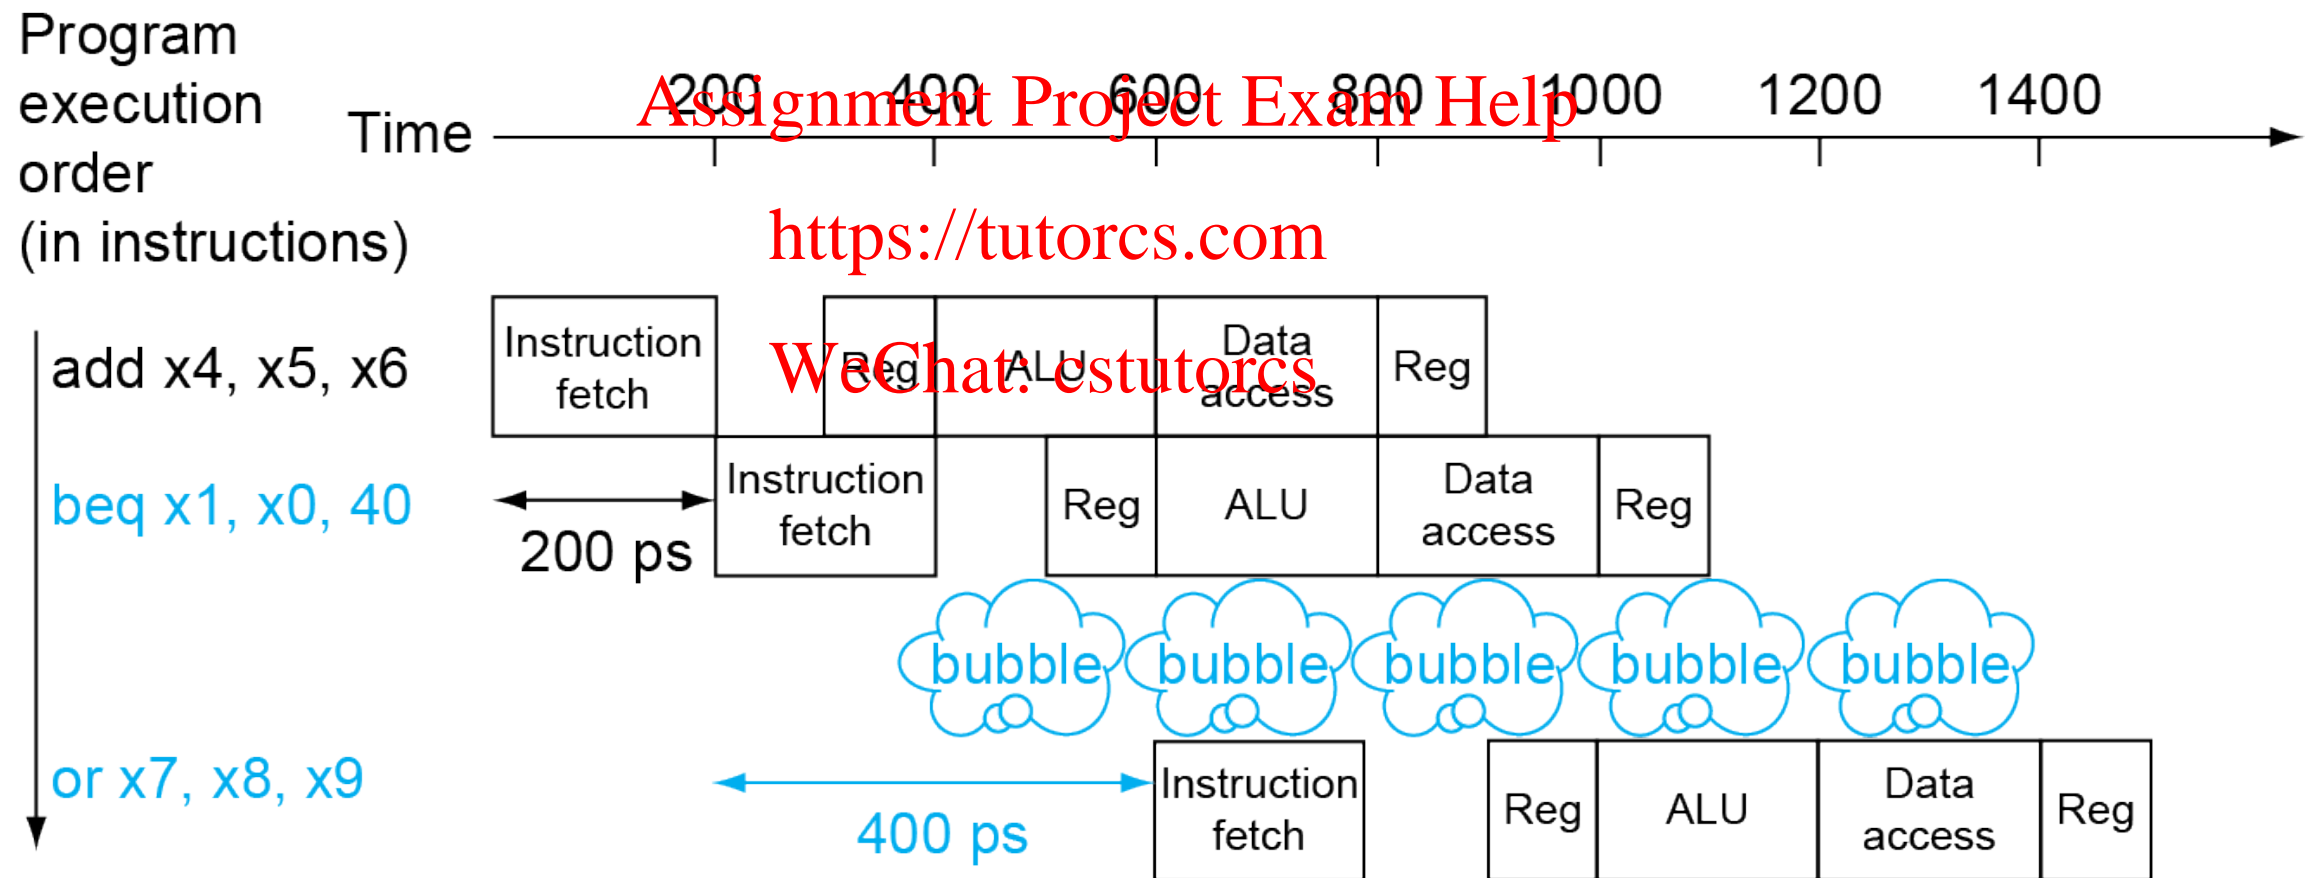 Program
execution
order
(in instructions)
Time
200 400 600 800 1000 1200 1400
Assignment Project Exam Help
https://tutorcs.com
WeChat: cstutorcs
add x4, x5, x6
Instruction
fetch
Reg
ALU
Data
access
Reg
beq x1, x0, 40
200 ps
Instruction
fetch
Reg
ALU
Data
access
Reg
bubble bubble bubble bubble bubble
or x7, x8, x9
400 ps
Instruction
fetch
Reg
ALU
Data
access
Reg